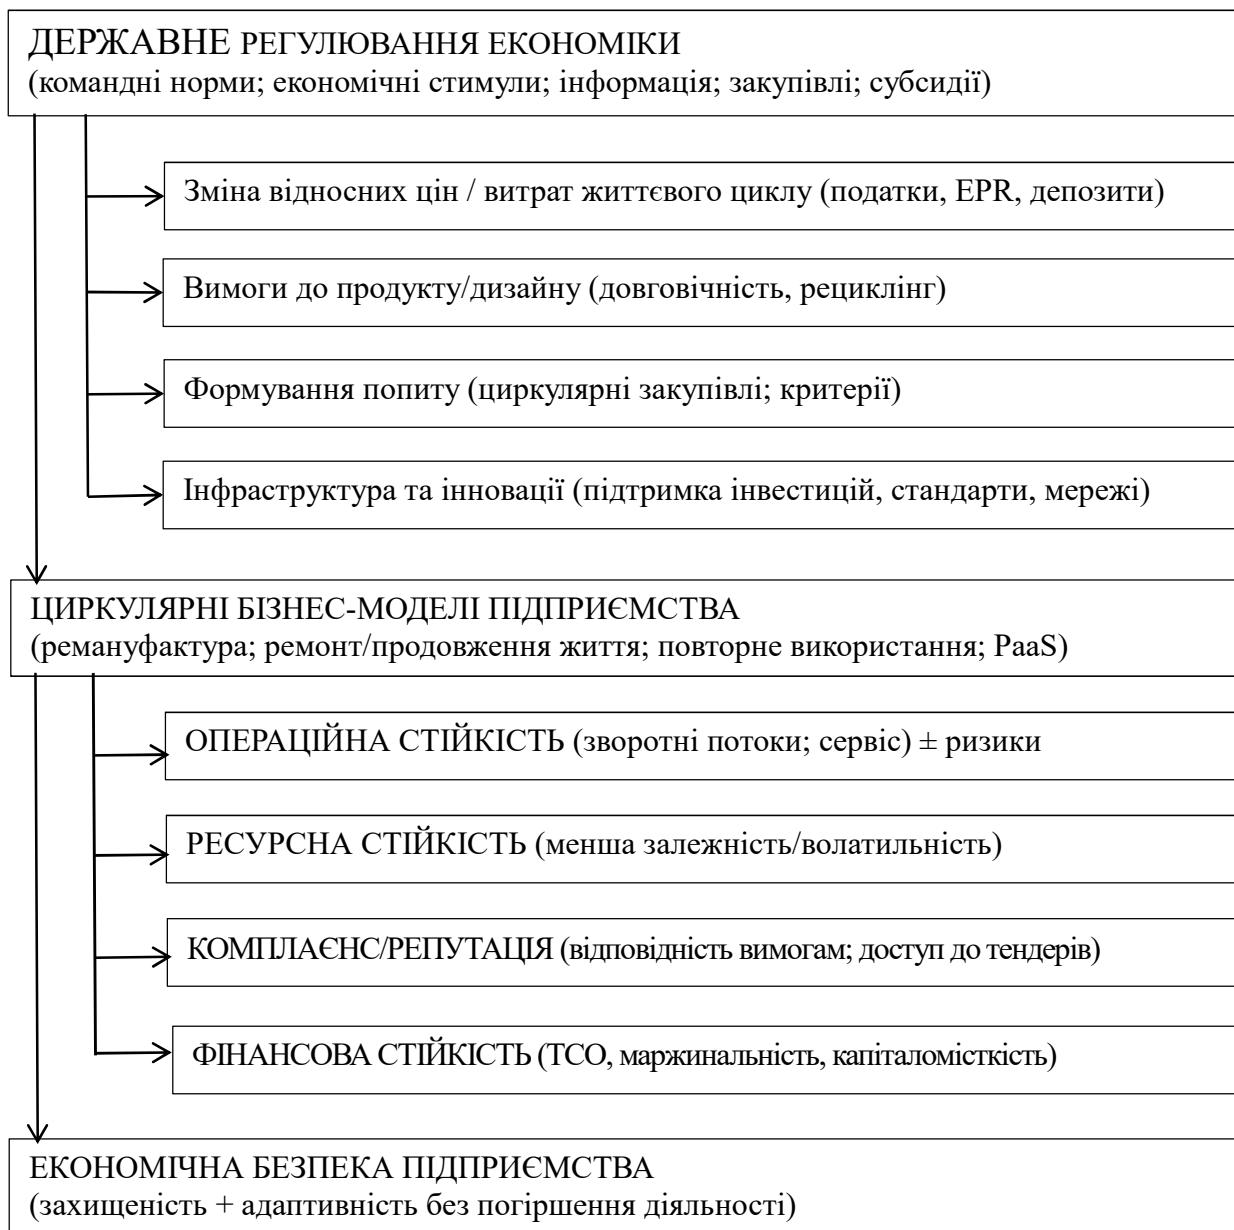 ДЕРЖАВНЕ РЕГУЛЮВАННЯ ЕКОНОМІКИ
(командні норми; економічні стимули; інформація; закупівлі; субсидії)
Зміна відносних цін / витрат життєвого циклу (податки, EPR, депозити)
Вимоги до продукту/дизайну (довговічність, рециклінг)
Формування попиту (циркулярні закупівлі; критерії)
Інфраструктура та інновації (підтримка інвестицій, стандарти, мережі)
ЦИРКУЛЯРНІ БІЗНЕС-МОДЕЛІ ПІДПРИЄМСТВА
(ремануфактура; ремонт/продовження життя; повторне використання; PaaS)
ОПЕРАЦІЙНА СТІЙКІСТЬ (зворотні потоки; сервіс) ± ризики
РЕСУРСНА СТІЙКІСТЬ (менша залежність/волатильність)
КОМПЛАЄНС/РЕПУТАЦІЯ (відповідність вимогам; доступ до тендерів)
ФІНАНСОВА СТІЙКІСТЬ (TCO, маржинальність, капіталомісткість)
ЕКОНОМІЧНА БЕЗПЕКА ПІДПРИЄМСТВА
(захищеність + адаптивність без погіршення діяльності)